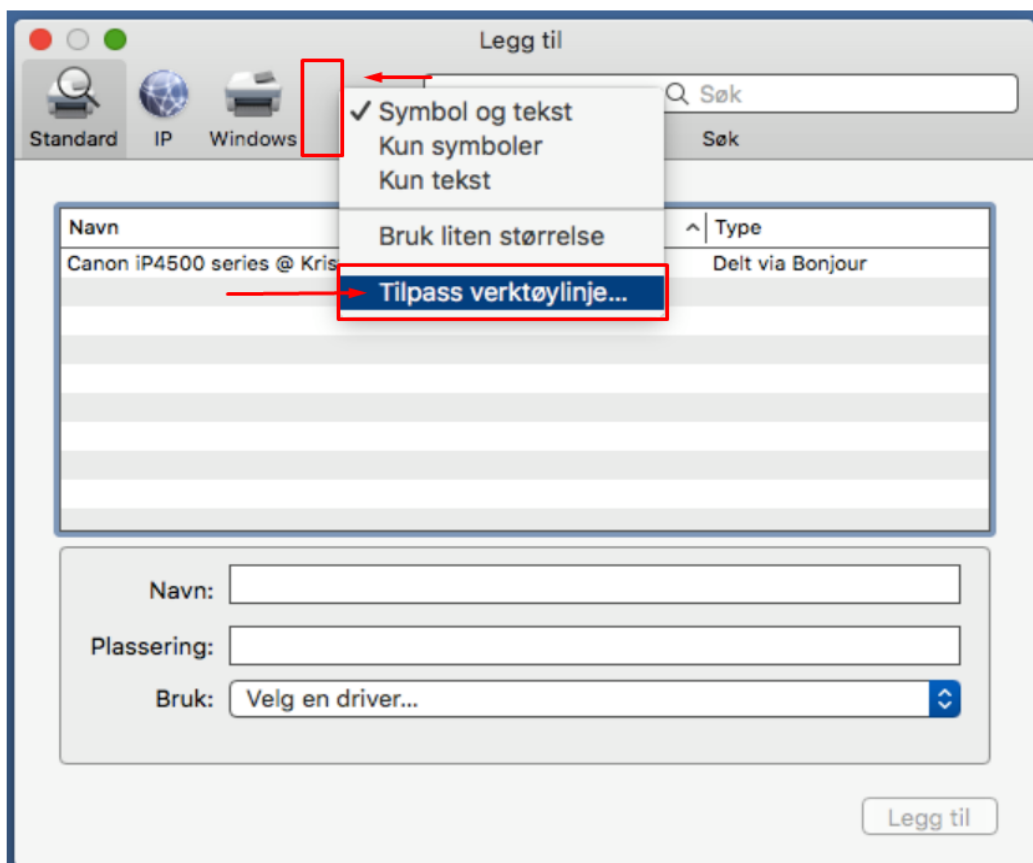 Legg til
Standard IP Windows
Søk
Søk
✓ Symbol og tekst
Kun symboler
Kun tekst
Bruk liten størrelse
Tilpass verktøylinje...
Navn
Type
Canon iP4500 series @ Kris
Delt via Bonjour
Navn:
Plassering:
Bruk: Velg en driver...
Legg til